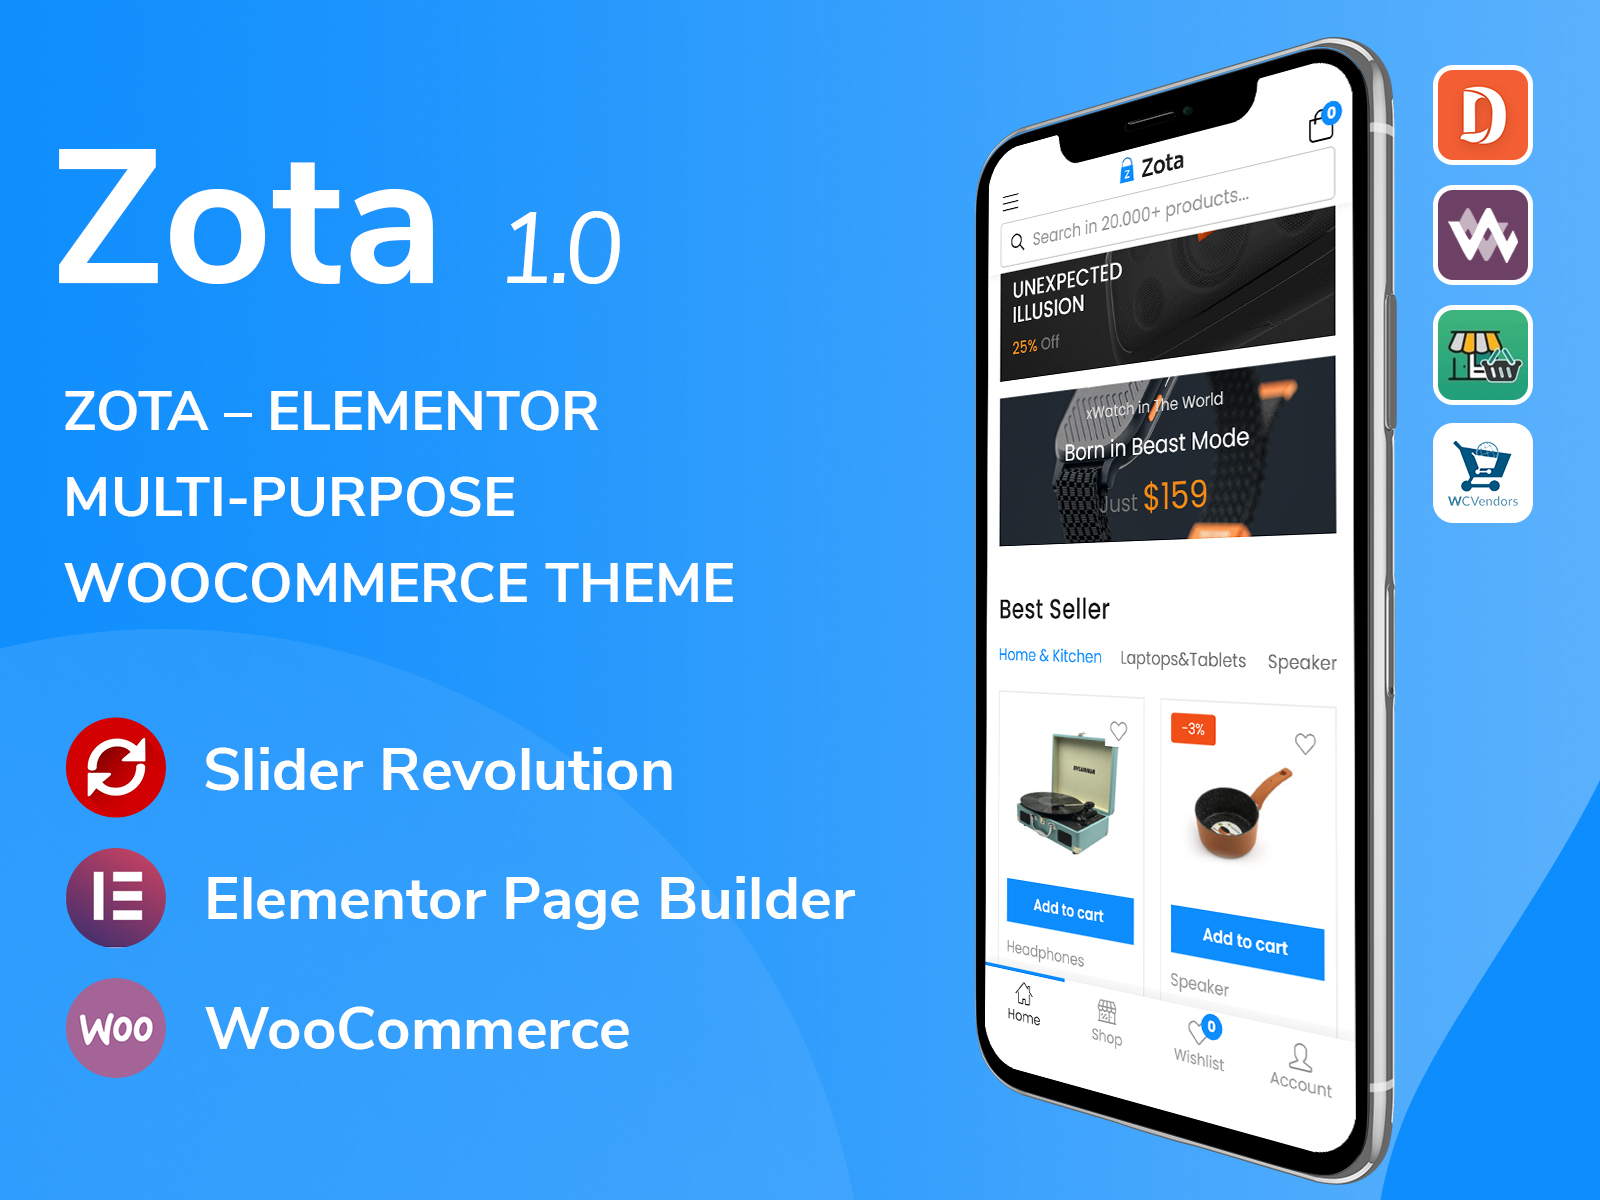 Zota 1.0
ZOTA – ELEMENTOR
MULTI-PURPOSE
WOOCOMMERCE THEME
Slider Revolution
Elementor Page Builder
Woo
WooCommerce
0
Z
Zota
Search in 20.000+ products...
UNEXPECTED
ILLUSION
25% Off
xWatch in The World
Born in Beast Mode
Just $159
Best Seller
Home & Kitchen Laptops&Tablets Speaker
-3%
SYLVANIA
Add to cart
Add to cart
Headphones
Speaker
Home
Shop
0
Wishlist
Account
D
WCVendors